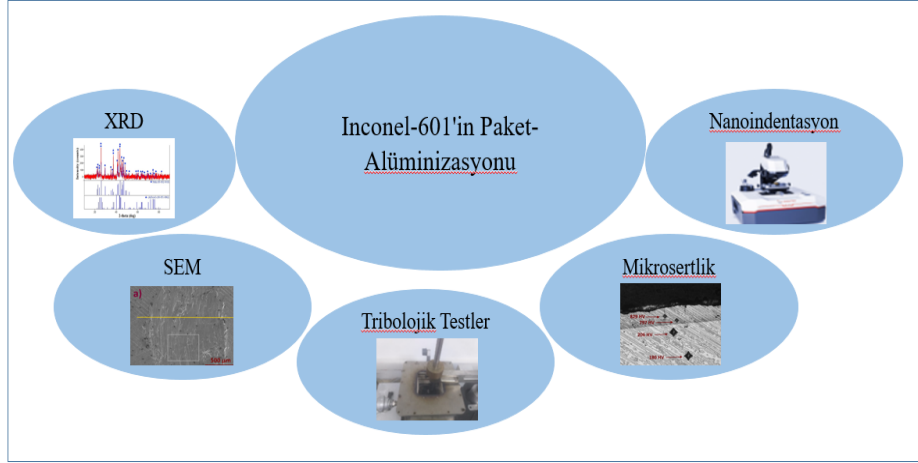 Inconel-601'in Paket-
Alüminizasyonu
XRD
Nanoindentasyon
SEM
a)
Mikrosertlik
Tribolojik Testler